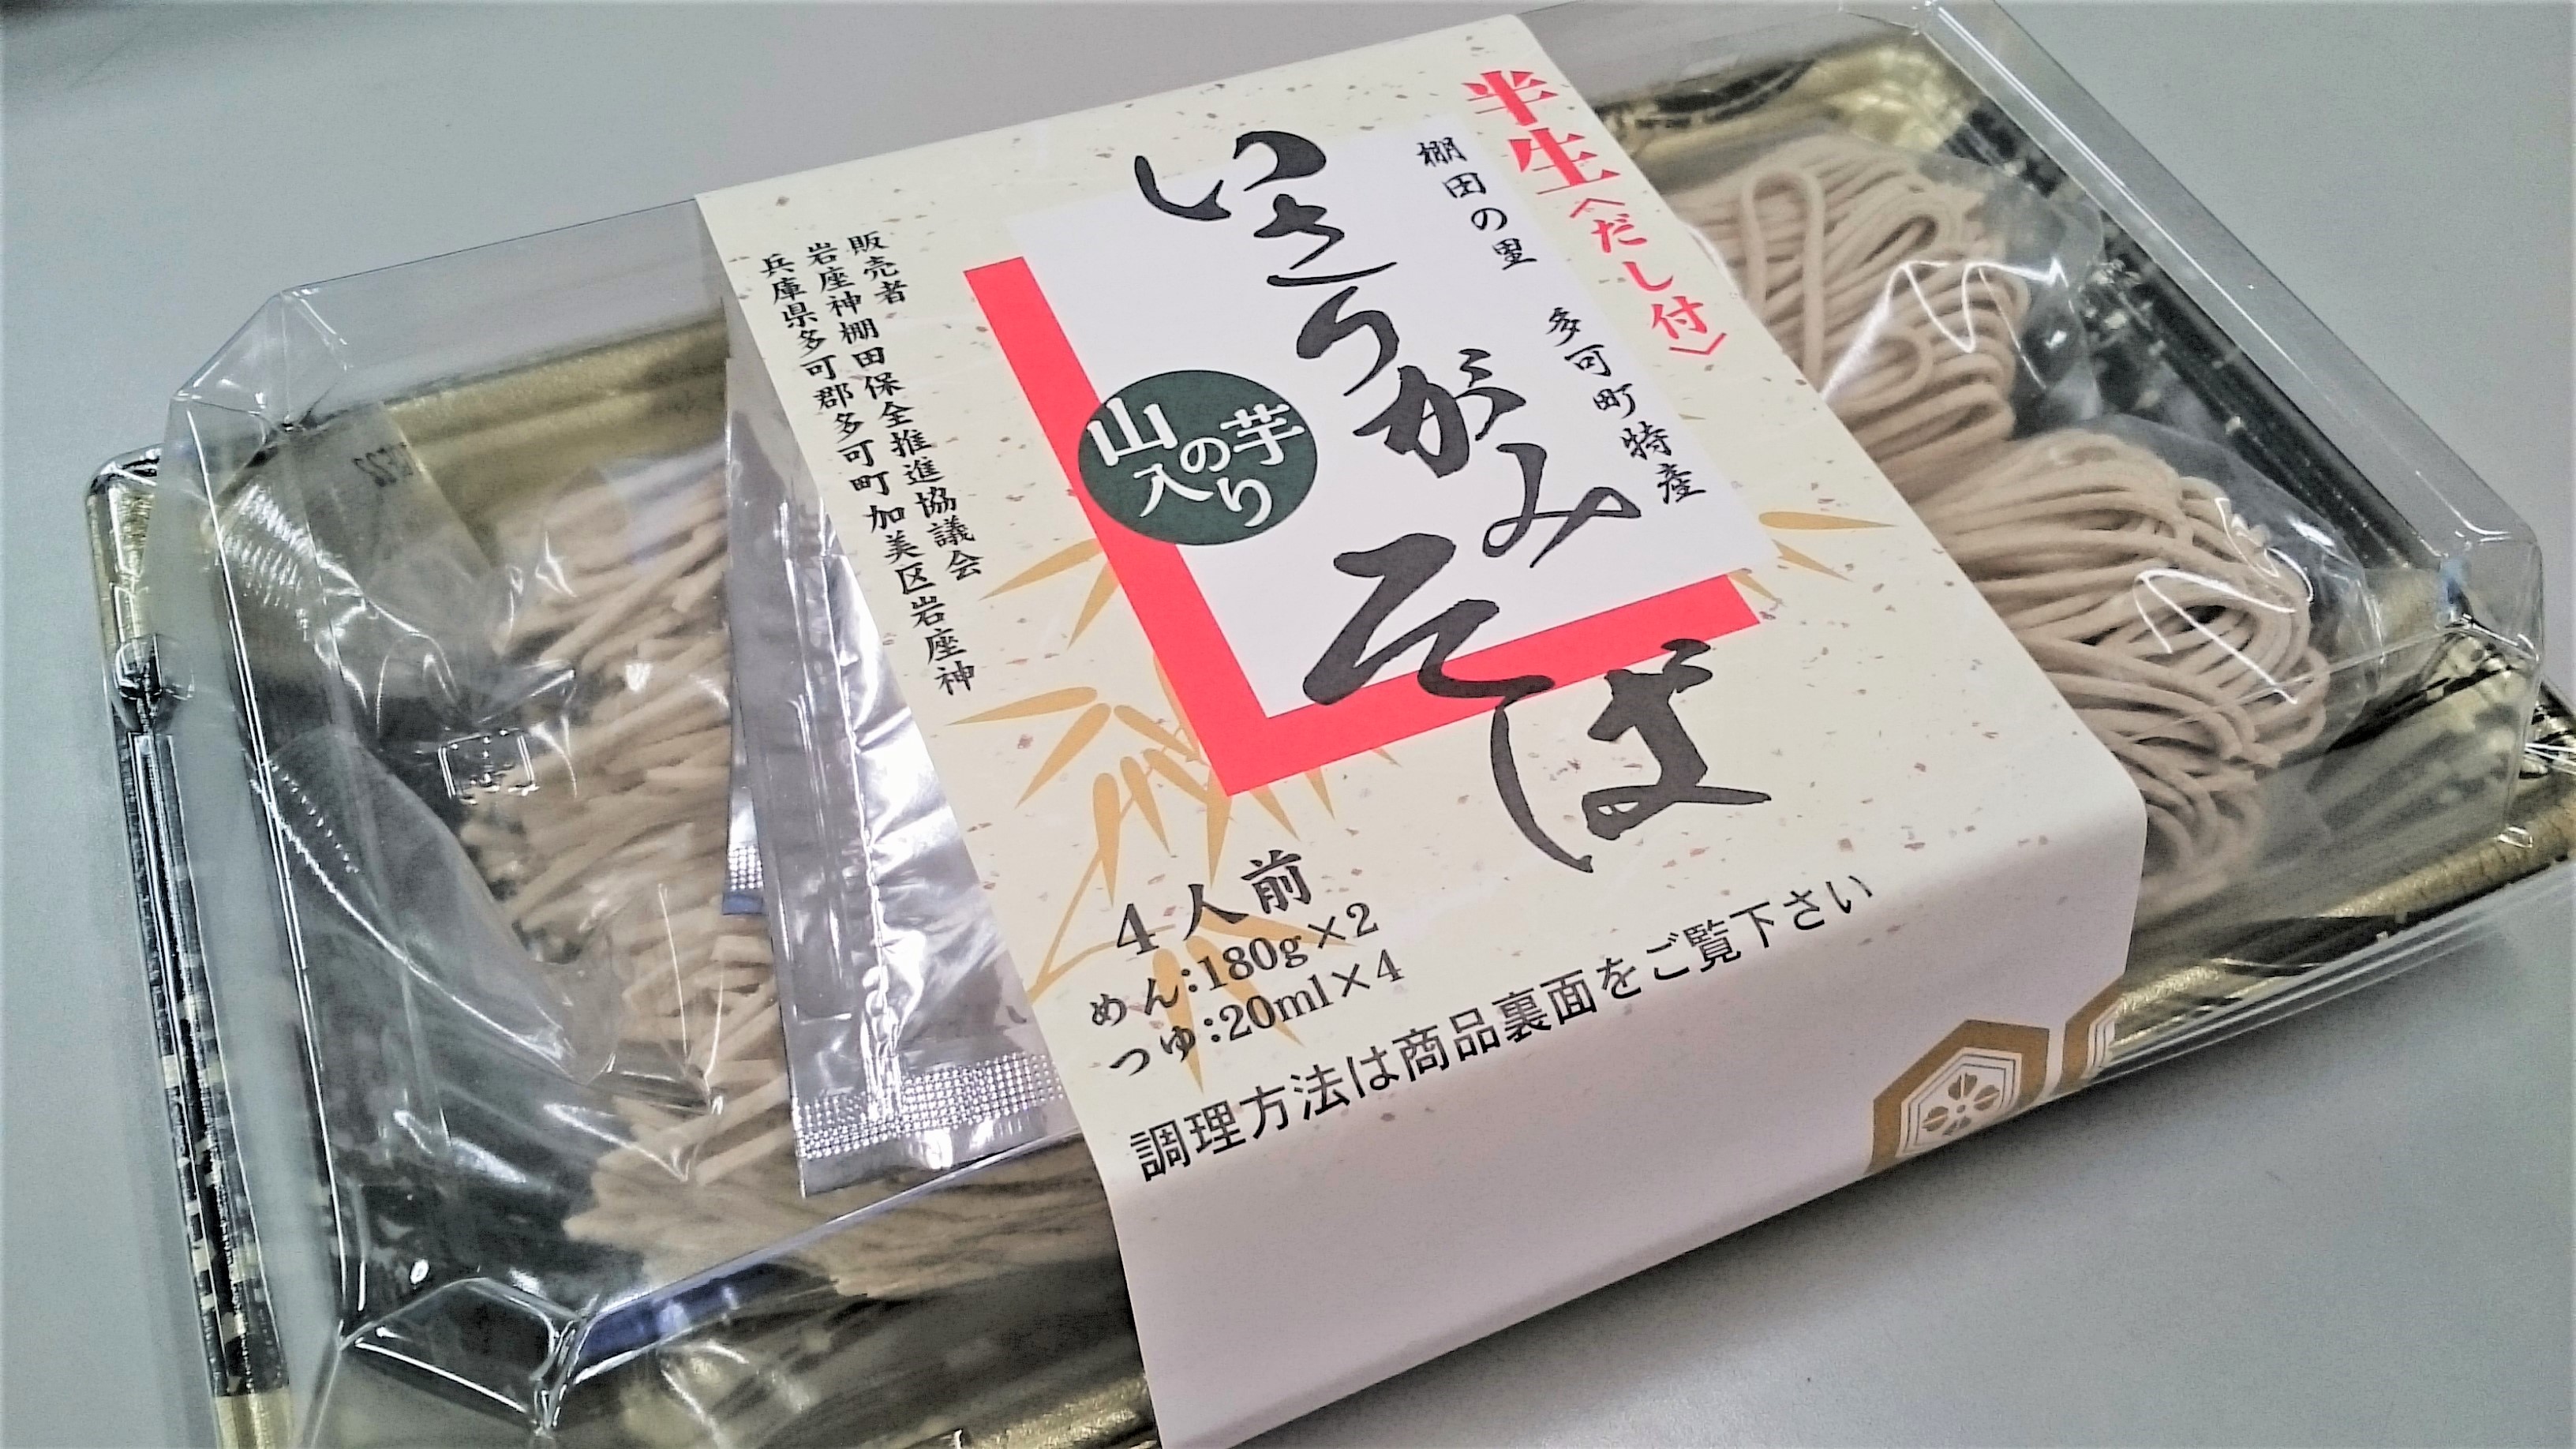 半生〈だし付〉
棚田の里 多可町特産
いさりがみ
そば
山の芋
入り
販売者
岩座神棚田保全推進協議会
兵庫県多可郡多可町加美区岩座神
4人前
めん:180g×2
つゆ:20ml×4
調理方法は商品裏面をご覧下さい